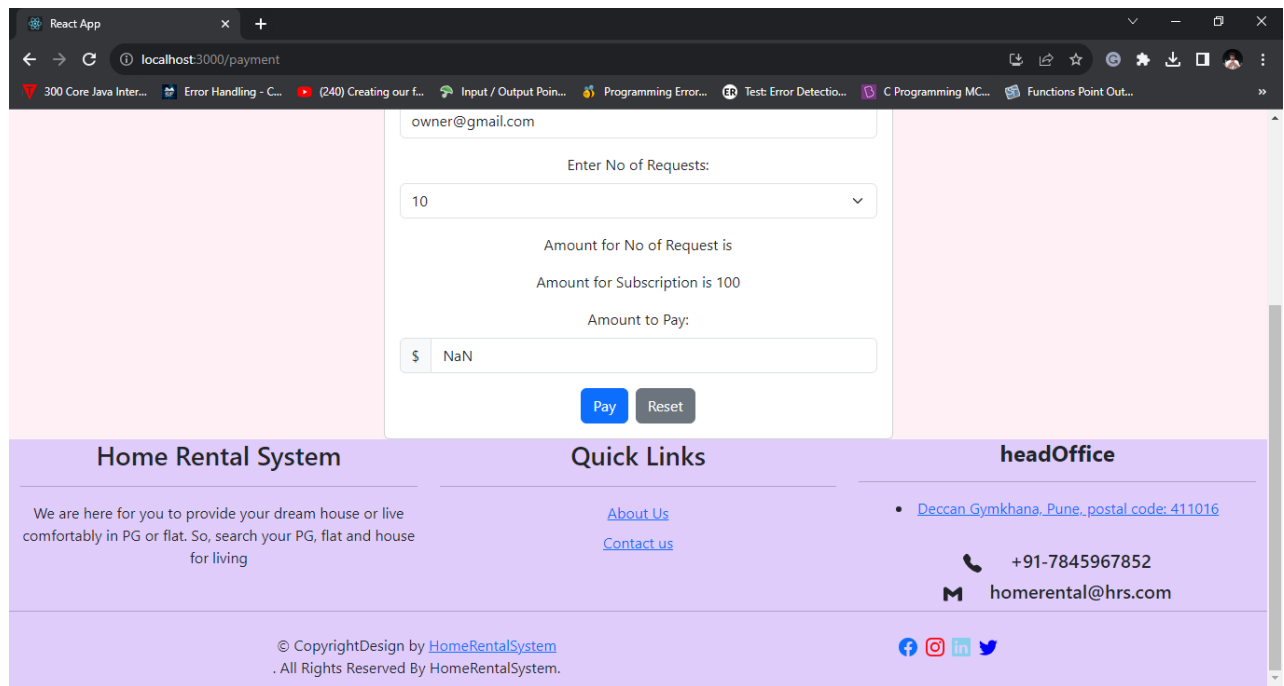 React App
localhost:3000/payment
300 Core Java Inter... Error Handling - C... (240) Creating our f... Input / Output Poin... Programming Error... ER Test: Error Detectio... C Programming MC... Functions Point Out... »
owner@gmail.com
Enter No of Requests:
10
Amount for No of Request is
Amount for Subscription is 100
Amount to Pay:
$ NaN
Pay Reset
Home Rental System
We are here for you to provide your dream house or live
comfortably in PG or flat. So, search your PG, flat and house
for living
Quick Links
About Us
Contact us
headOffice
Deccan Gymkhana, Pune, postal code: 411016
+91-7845967852
homerental@hrs.com
© CopyrightDesign by HomeRentalSystem
. All Rights Reserved By HomeRentalSystem.